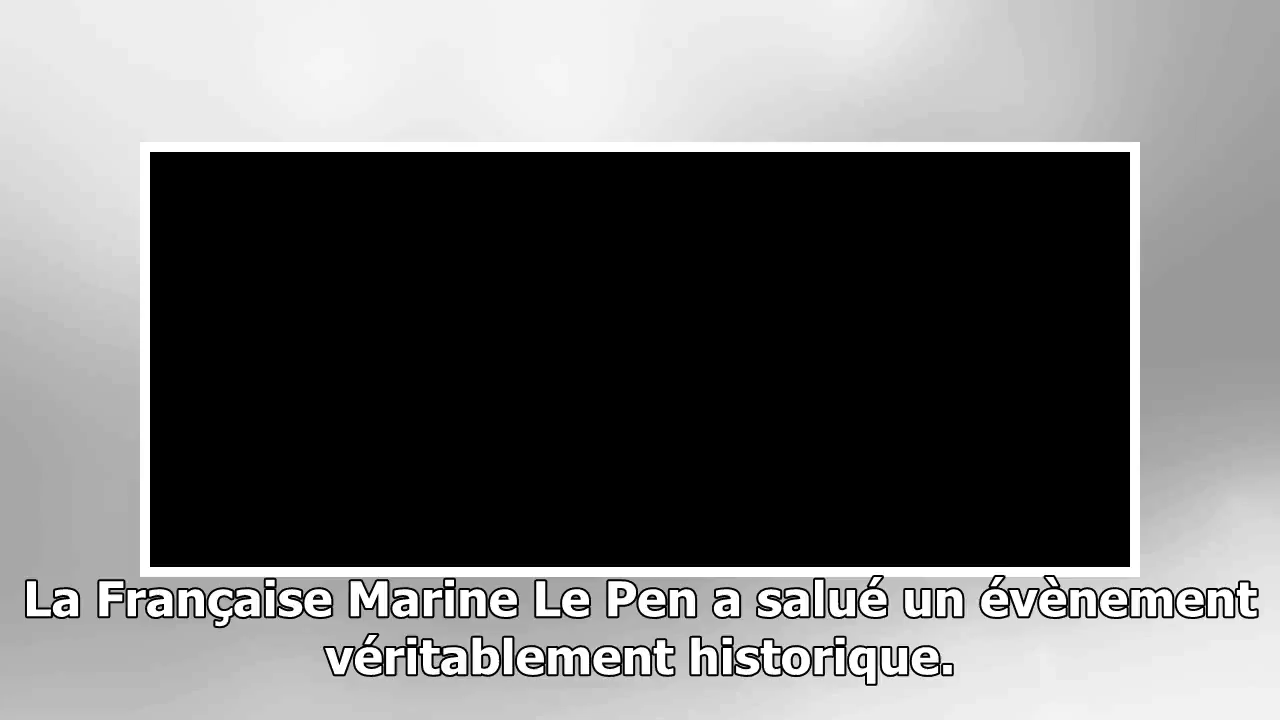 La Française Marine Le Pen a salué un évènement
véritablement historique.